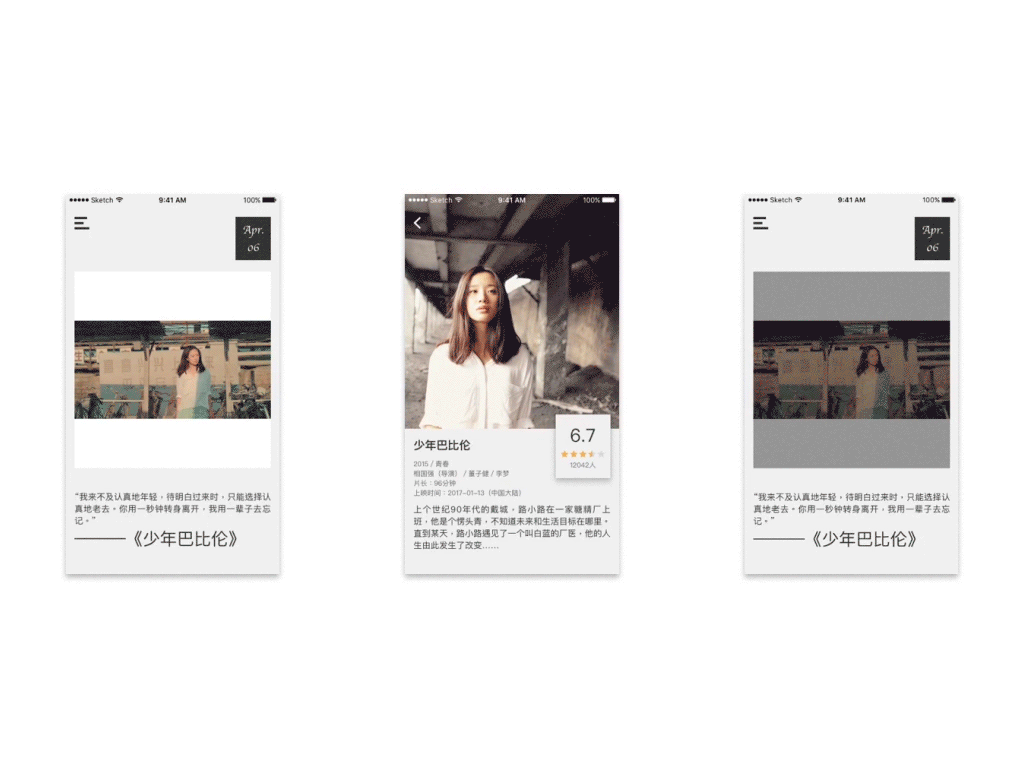 Sketch
9:41 AM
100%
Apr.
06
“我来不及认真地年轻，待明白过来时，只能选择认
真地老去。你用一秒钟转身离开，我用一辈子去忘
记。”
———《少年巴比伦》
Sketch
9:41 AM
100%
6.7
12042人
少年巴比伦
2015 / 青春
相国强（导演） / 董子健 / 李梦
片长：96分钟
上映时间：2017-01-13（中国大陆）
上个世纪90年代的戴城，路小路在一家糖精厂上
班，他是个愣头青，不知道未来和生活目标在哪里。
直到某天，路小路遇见了一个叫白蓝的厂医，他的人
生由此发生了改变……
Sketch
9:41 AM
100%
Apr.
06
“我来不及认真地年轻，待明白过来时，只能选择认
真地老去。你用一秒钟转身离开，我用一辈子去忘
记。”
———《少年巴比伦》